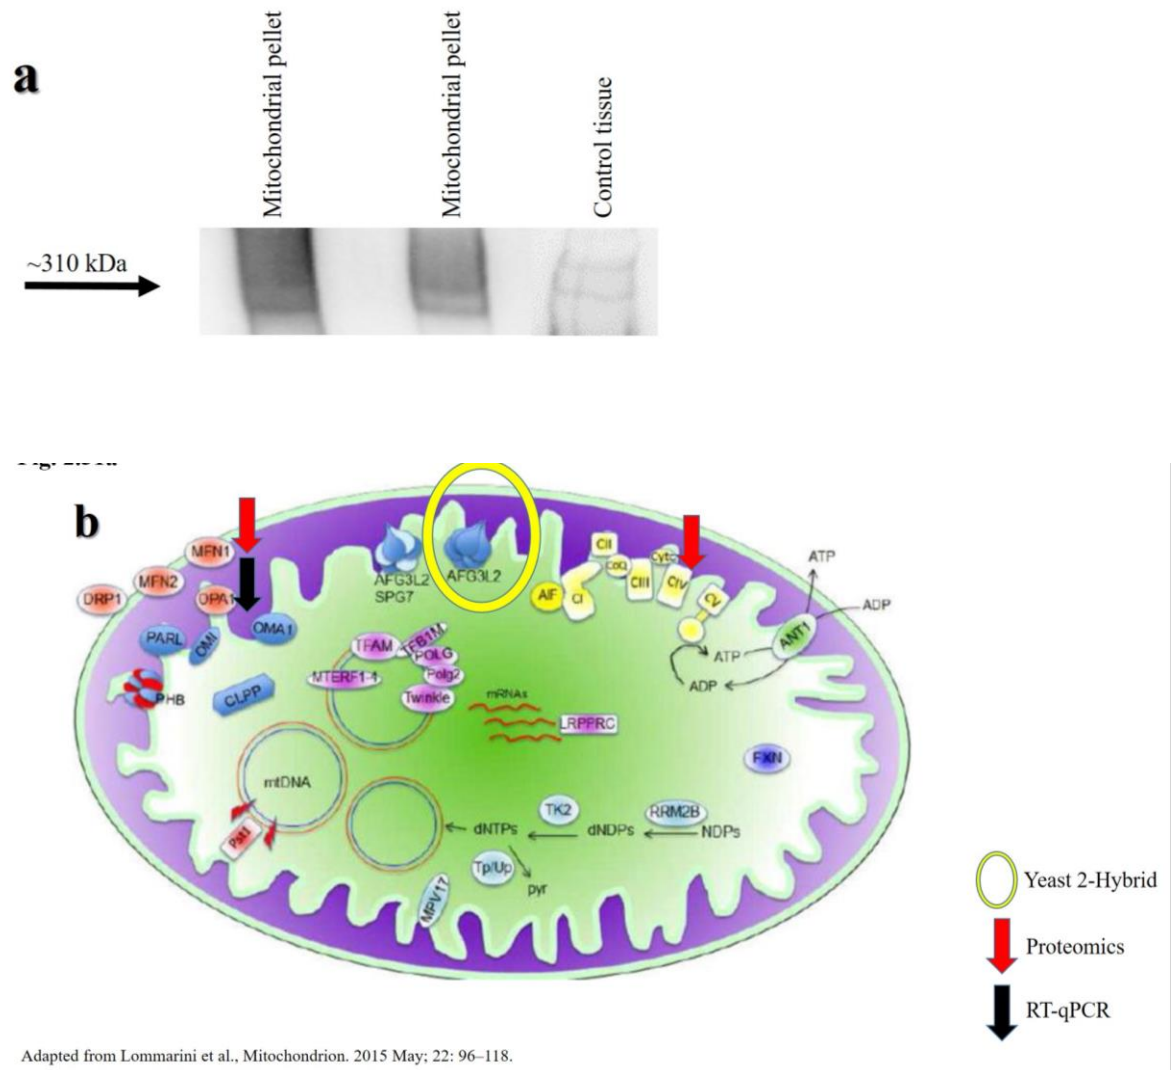 a
Mitochondrial pellet
Mitochondrial pellet
Control tissue
~310 kDa
b
MFN1
MFN2
DRP1
OPA1
PARL
OMI
OMA1
PHB
CLPP
AFG3L2
SPG7
AFG3L2
AIF
CI
CII
CoQ
CIII
Cytc
CIV
CV
ATP
ADP
ANT1
ATP
ADP
TFAM
TFB1M
POLG
Polg2
Twinkle
MTERF1-4
mRNAs
LRPPRC
FXN
mtDNA
PstI
TK2
RRM2B
dNTPs
dNDPs
NDPs
Tp/Up
pyr
MPV17
Yeast 2-Hybrid
Proteomics
RT-qPCR
Adapted from Lommarini et al., Mitochondrion. 2015 May; 22: 96–118.